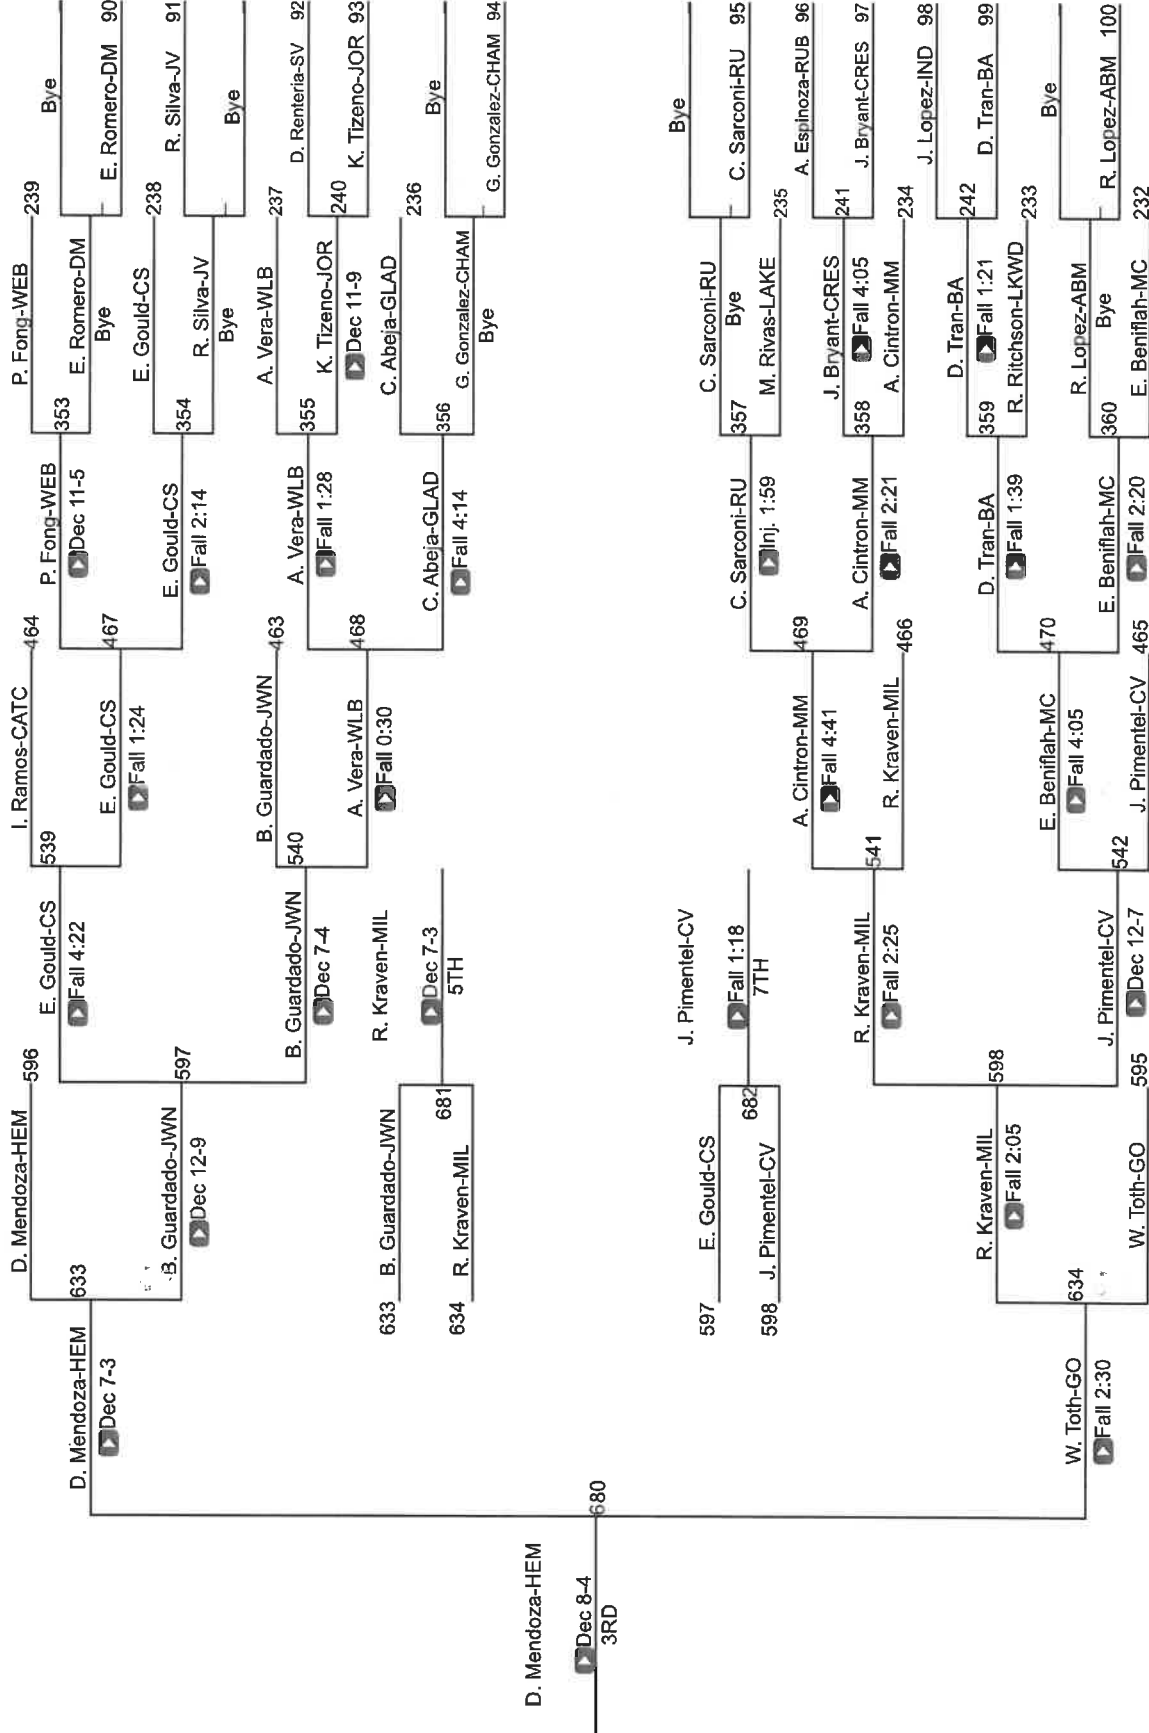 Bye
E. Romero-DM 90
R. Silva-JV 91
Bye
D. Renteria-SV 92
K. Tizeno-JOR 93
Bye
G. Gonzalez-CHAM 94
Bye
C. Sarconi-RU 95
A. Espinoza-RUB 96
J. Bryant-CRES 97
J. Lopez-IND 98
D. Tran-BA 99
Bye
R. Lopez-ABM 100
P. Fong-WEB 239
E. Romero-DM
Bye
E. Gould-CS 238
R. Silva-JV
Bye
A. Vera-WLB 237
K. Tizeno-JOR 240
Dec 11-9
C. Abeja-GLAD 236
G. Gonzalez-CHAM
Bye
C. Sarconi-RU
Bye
M. Rivas-LAKE 235
J. Bryant-CRES 241
Fall 4:05
A. Cintron-MM 234
D. Tran-BA 242
Fall 1:21
R. Ritchson-LKWD 233
R. Lopez-ABM
Bye
E. Beniflah-MC 232
P. Fong-WEB 353
Dec 11-5
E. Gould-CS 354
Fall 2:14
A. Vera-WLB 355
Fall 1:28
C. Abeja-GLAD 356
Fall 4:14
C. Sarconi-RU 357
Inj. 1:59
A. Cintron-MM 358
Fall 2:21
D. Tran-BA 359
Fall 1:39
E. Beniflah-MC 360
Fall 2:20
I. Ramos-CATC 464
E. Gould-CS 467
Fall 1:24
B. Guardado-JWN 463
A. Vera-WLB 468
Fall 0:30
A. Cintron-MM 469
Fall 4:41
R. Kraven-MIL 466
E. Beniflah-MC 470
Fall 4:05
J. Pimentel-CV 465
E. Gould-CS 539
Fall 4:22
B. Guardado-JWN 540
Dec 7-4
R. Kraven-MIL
Dec 7-3
5TH
J. Pimentel-CV
Fall 1:18
7TH
R. Kraven-MIL 541
Fall 2:25
J. Pimentel-CV 542
Dec 12-7
D. Mendoza-HEM 596
B. Guardado-JWN 597
Dec 12-9
633 B. Guardado-JWN
681
634 R. Kraven-MIL
597 E. Gould-CS
682
598 J. Pimentel-CV
R. Kraven-MIL 598
Fall 2:05
W. Toth-GO 595
D. Mendoza-HEM 633
Dec 7-3
W. Toth-GO 634
Fall 2:30
D. Mendoza-HEM 680
Dec 8-4
3RD